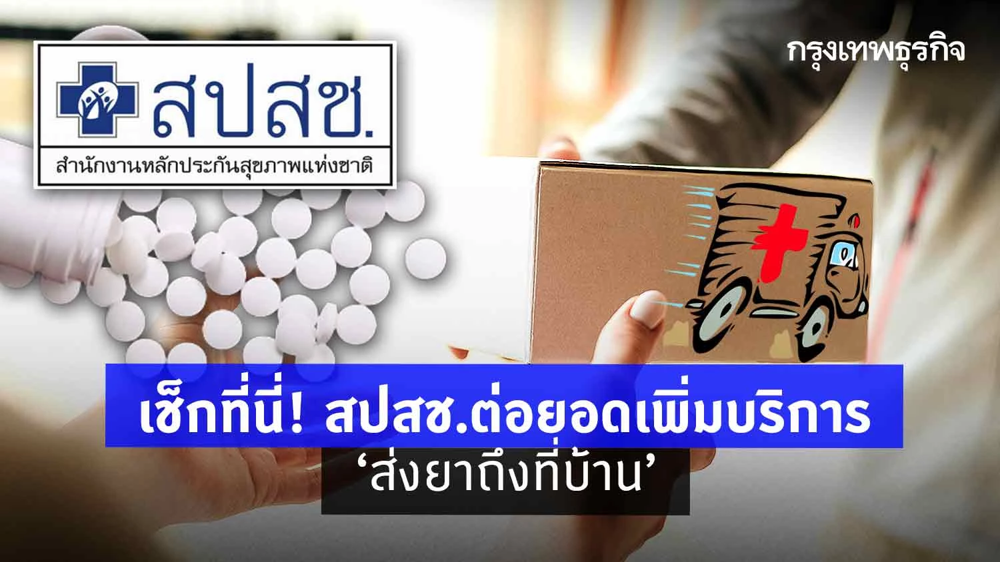 กรุงเทพธุรกิจ
สปสช.
สำนักงานหลักประกันสุขภาพแห่งชาติ
เช็กที่นี่! สปสช.ต่อยอดเพิ่มบริการ
‘ส่งยาถึงที่บ้าน’